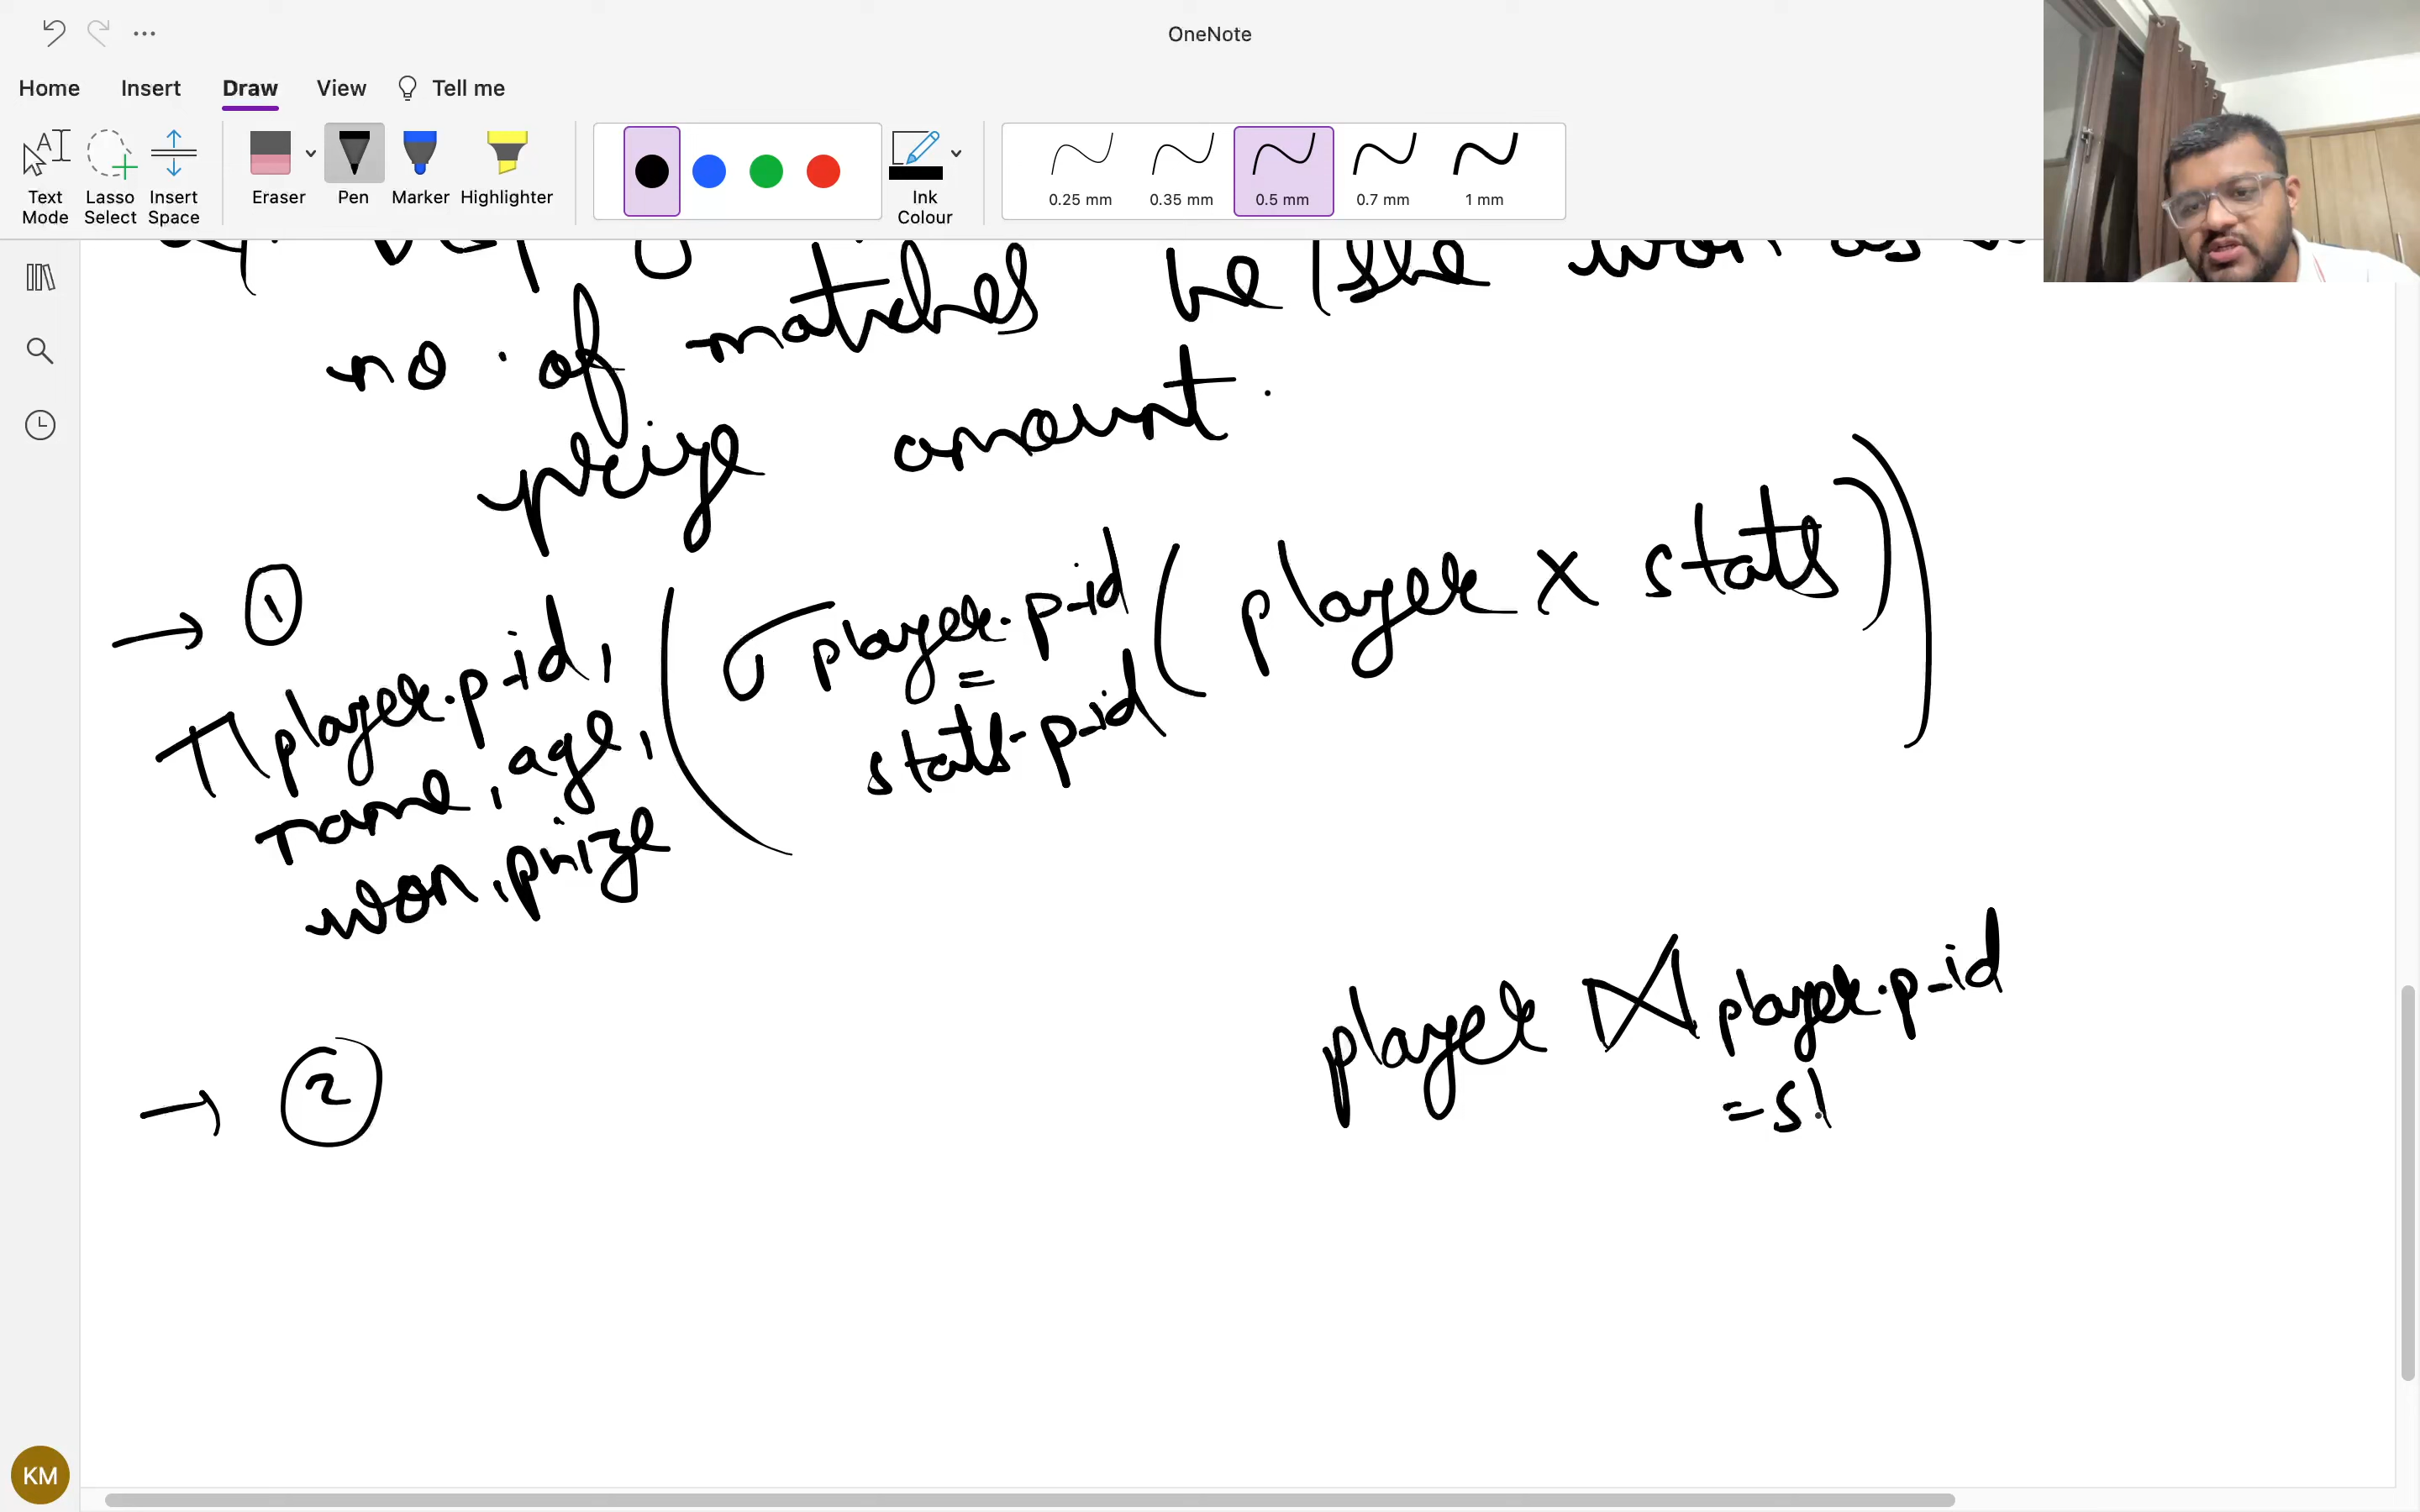 OneNote
Home Insert Draw View Tell me
Text Mode
Lasso Select
Insert Space
Eraser
Pen
Marker
Highlighter
Ink Colour
0.25 mm 0.35 mm 0.5 mm 0.7 mm 1 mm
no. of matches he/she won
prize amount.
→ ①
π player.p-id, name, age, won, prize (σ player.p-id = stats.p-id (player × stats))
→ ②
player ⋈ player.p-id
= st
KM